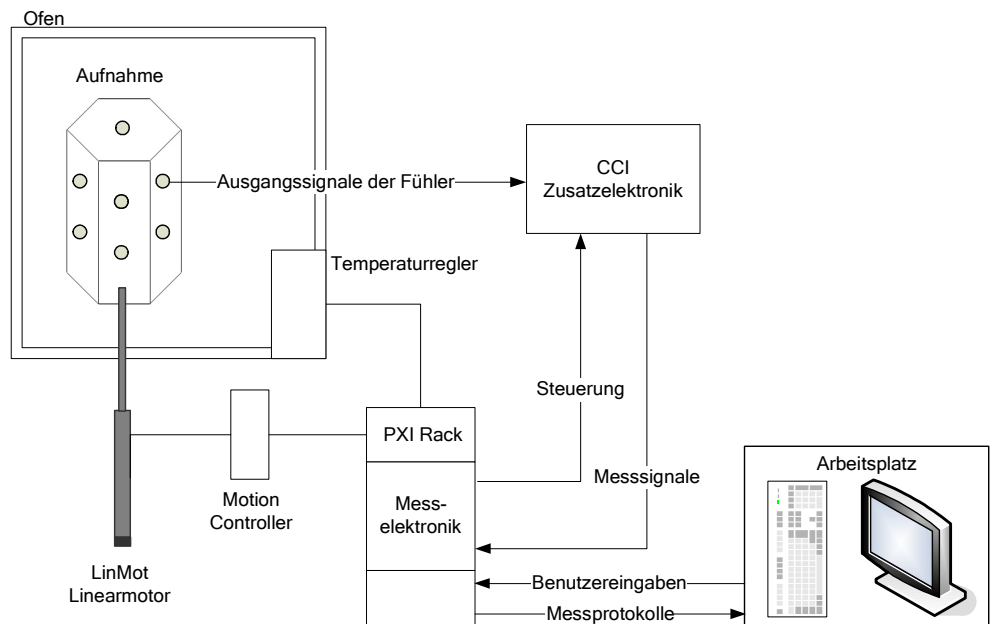 Ofen
Aufnahme
Ausgangssignale der Fühler
CCI
Zusatzelektronik
Temperaturregler
Steuerung
PXI Rack
Messsignale
Arbeitsplatz
Mess-
elektronik
Motion
Controller
LinMot
Linearmotor
Benutzereingaben
Messprotokolle